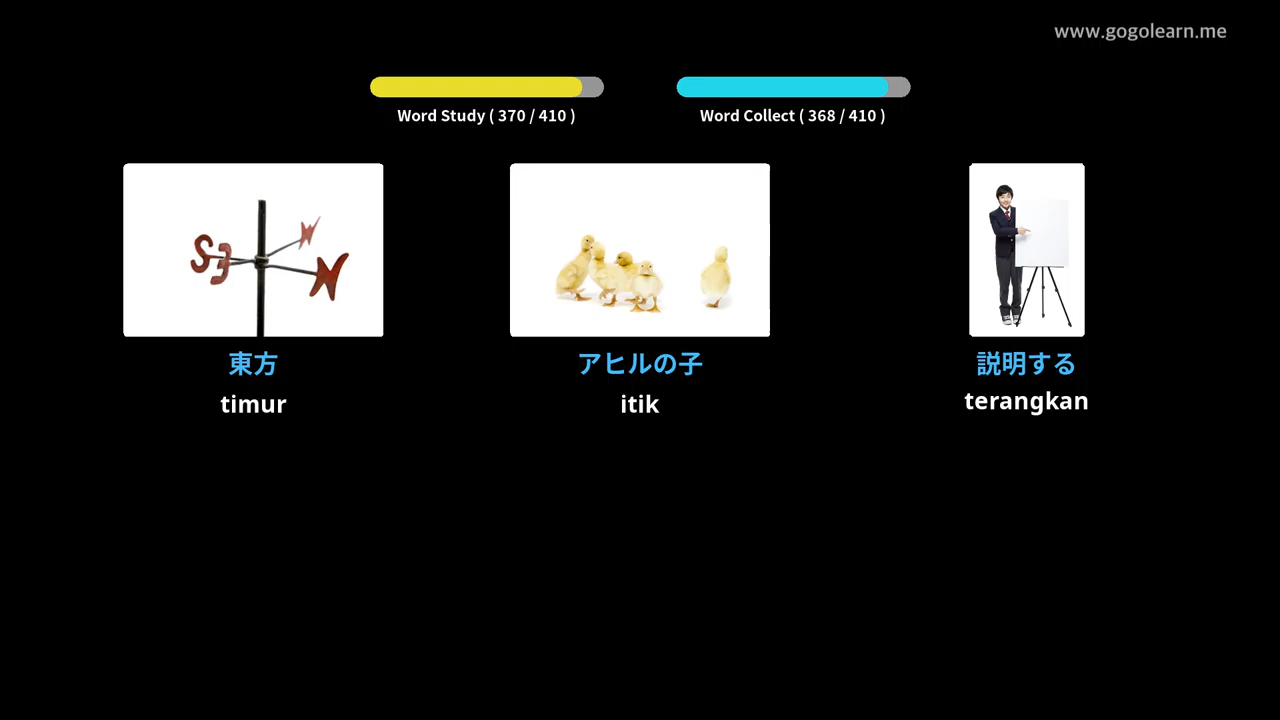 www.gogolearn.me
Word Study ( 370 / 410 )
Word Collect ( 368 / 410 )
S
E
W
N
東方
アヒルの子
説明する
timur
itik
terangkan